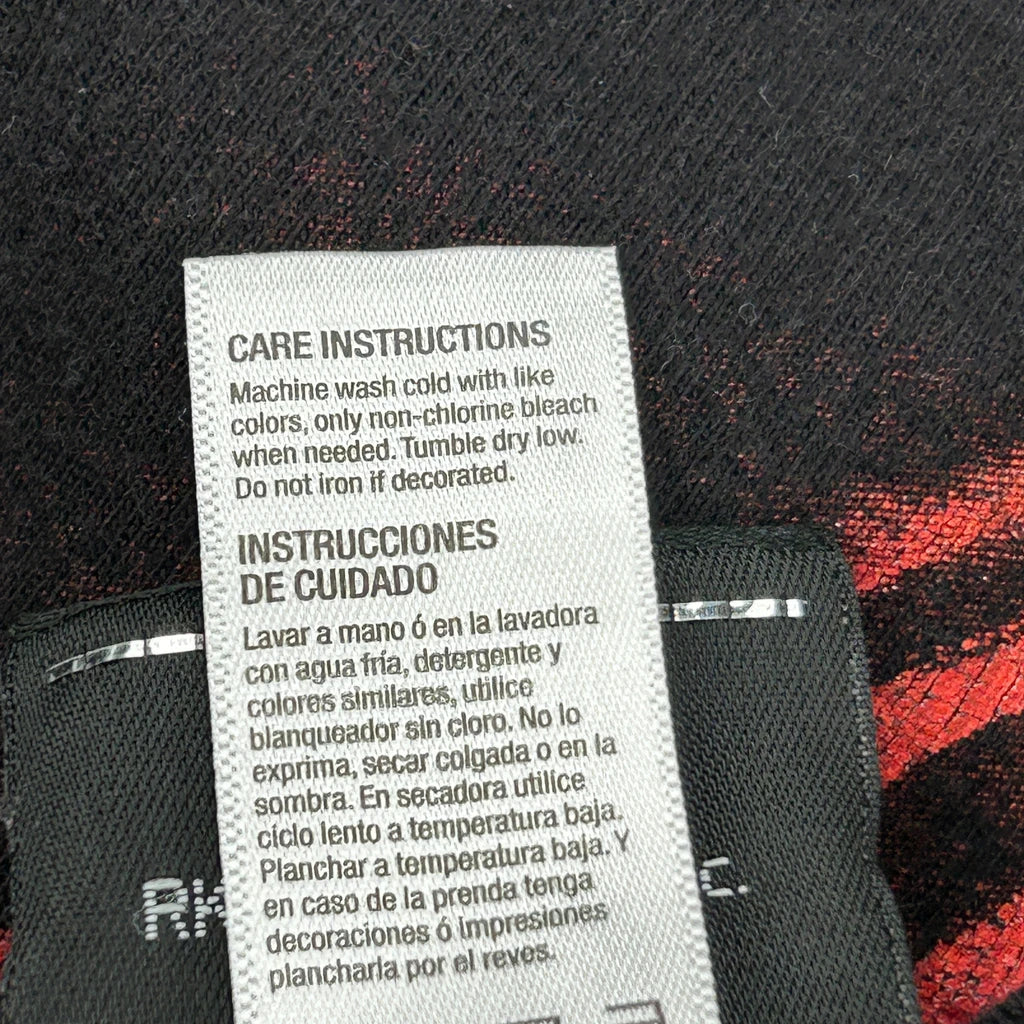 CARE INSTRUCTIONS
Machine wash cold with like
colors, only non-chlorine bleach
when needed. Tumble dry low.
Do not iron if decorated.
INSTRUCCIONES
DE CUIDADO
Lavar a mano ó en la lavadora
con agua fría, detergente y
colores similares, utilice
blanqueador sin cloro. No lo
exprima, secar colgada o en la
sombra. En secadora utilice
ciclo lento a temperatura baja.
Planchar a temperatura baja. Y
en caso de la prenda tenga
decoraciones ó impresiones
plancharla por el reves.